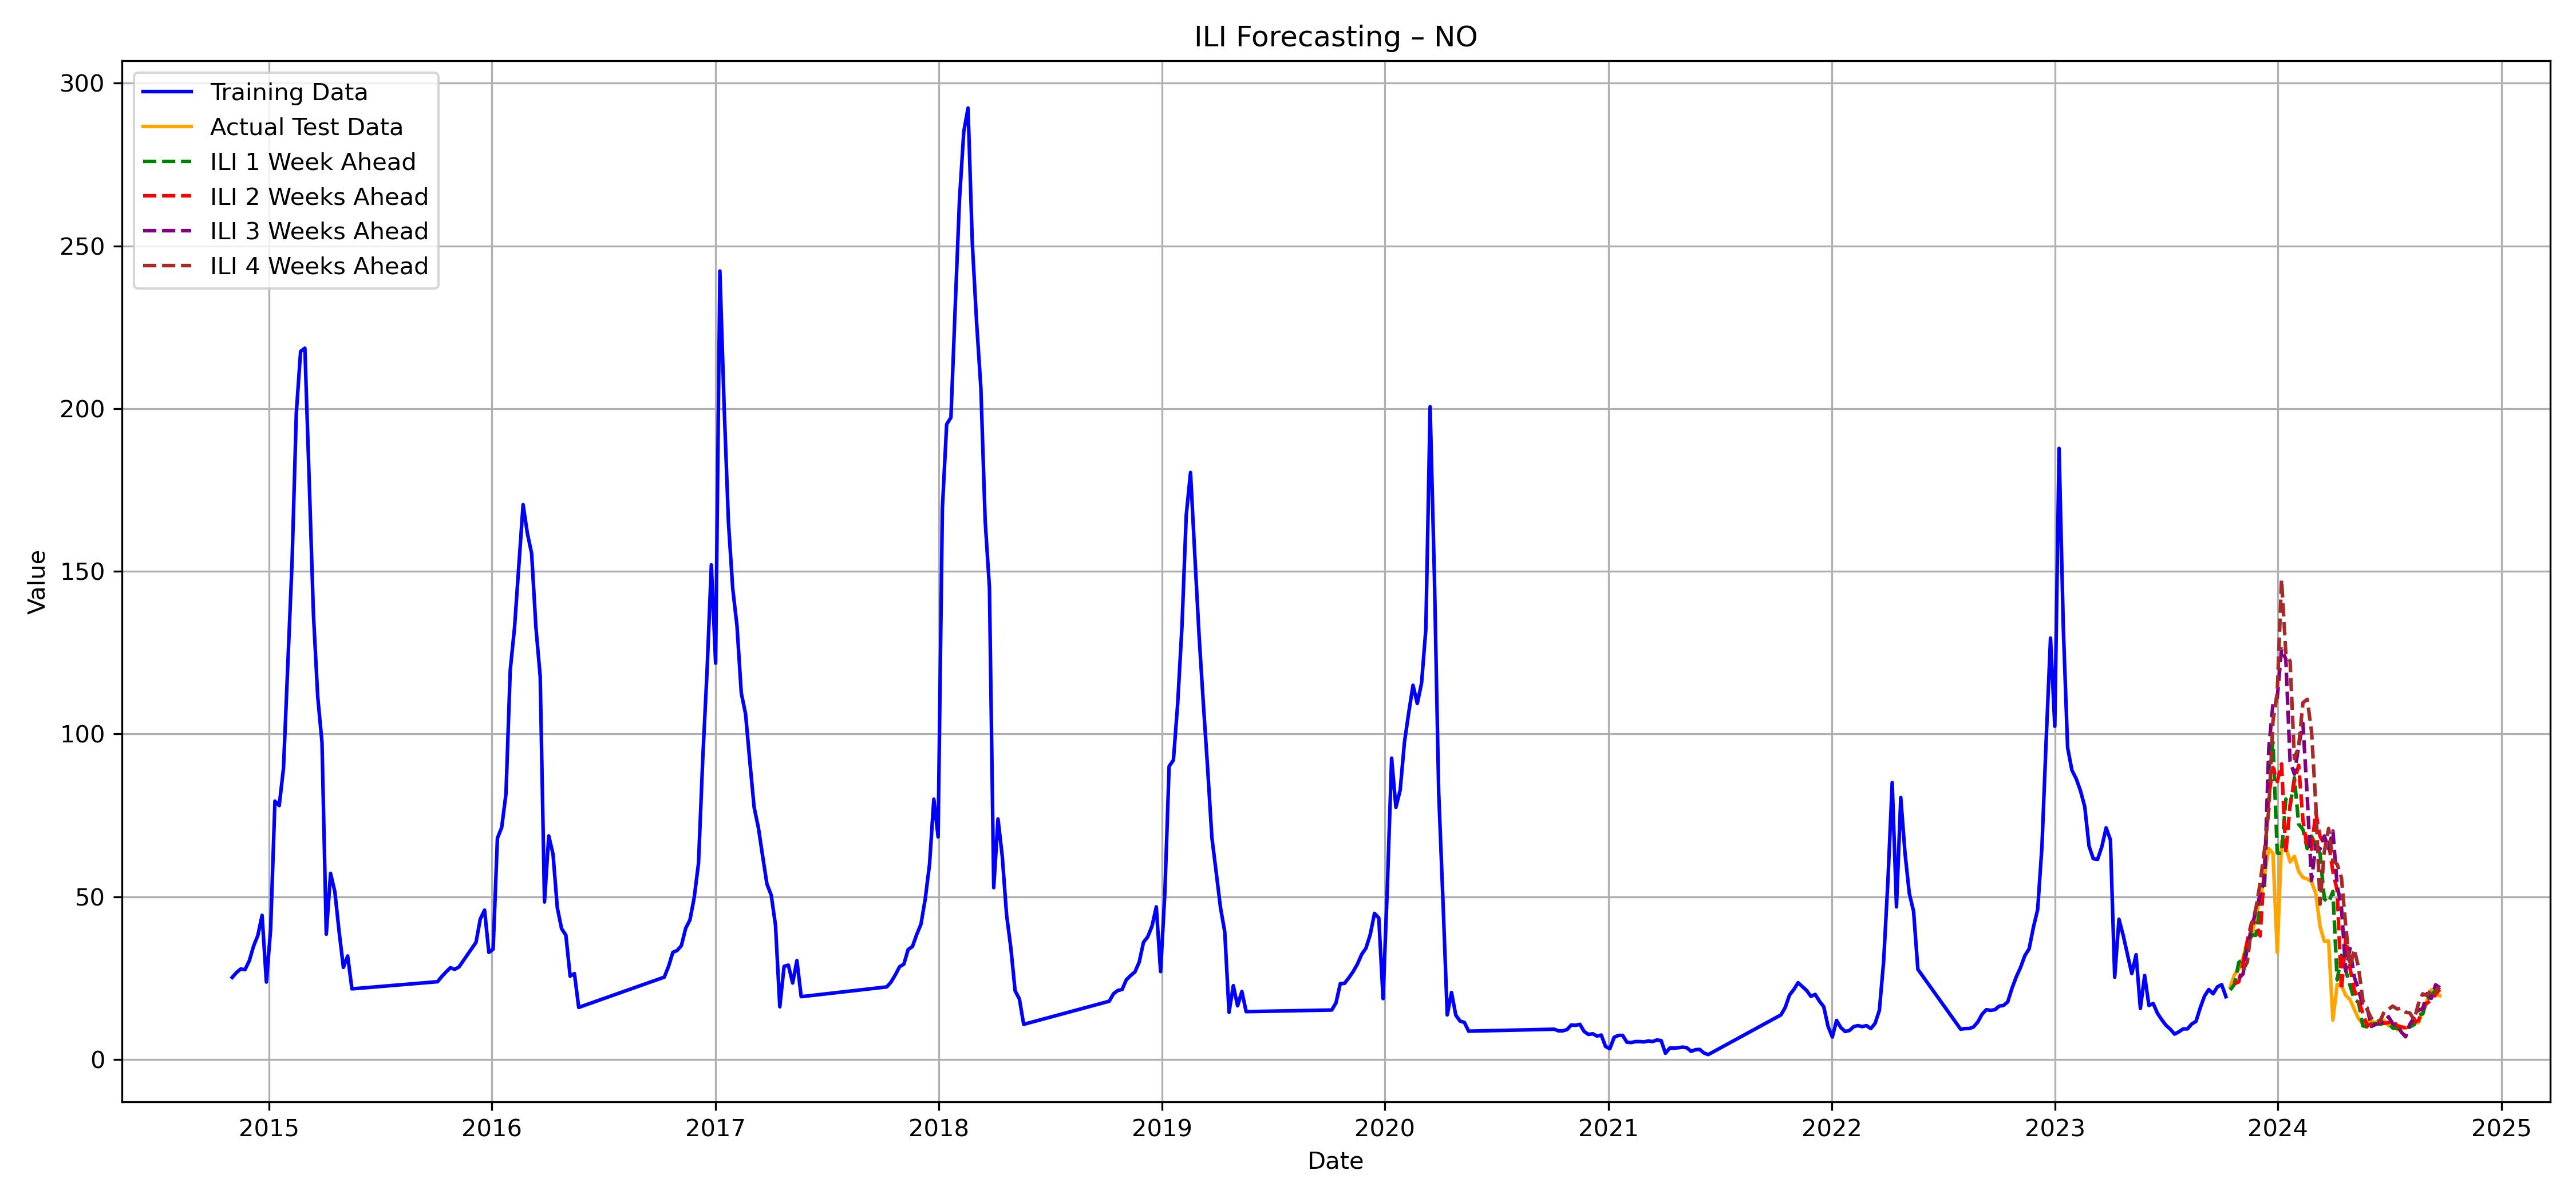 ILI Forecasting – NO
Training Data
Actual Test Data
ILI 1 Week Ahead
ILI 2 Weeks Ahead
ILI 3 Weeks Ahead
ILI 4 Weeks Ahead
300
250
200
150
100
50
0
Value
2015 2016 2017 2018 2019 2020 2021 2022 2023 2024 2025
Date